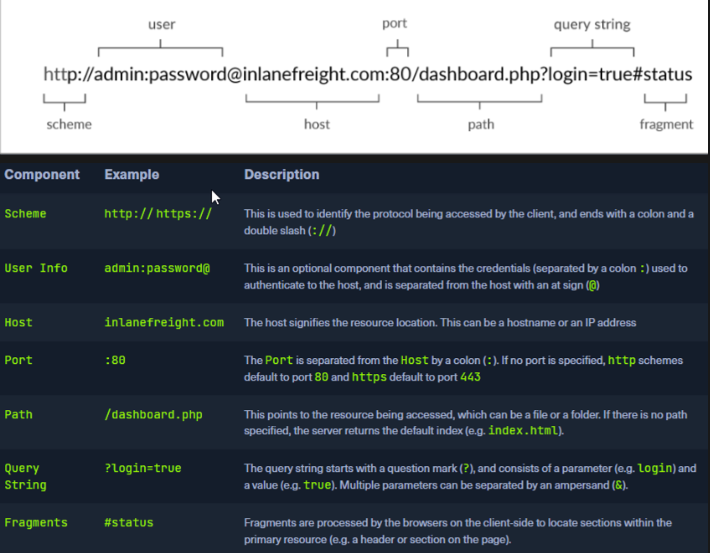 user
port
query string
http://admin:password@inlanefreight.com:80/dashboard.php?login=true#status
scheme
host
path
fragment
Component Example Description
Scheme http:// https:// This is used to identify the protocol being accessed by the client, and ends with a colon and a
double slash (://)
User Info admin:password@ This is an optional component that contains the credentials (separated by a colon :) used to
authenticate to the host, and is separated from the host with an at sign (@)
Host inlanefreight.com The host signifies the resource location. This can be a hostname or an IP address
Port :80 The Port is separated from the Host by a colon (:). If no port is specified, http schemes
default to port 80 and https default to port 443
Path /dashboard.php This points to the resource being accessed, which can be a file or a folder. If there is no path
specified, the server returns the default index (e.g. index.html).
Query ?login=true The query string starts with a question mark (?), and consists of a parameter (e.g. login) and
String a value (e.g. true). Multiple parameters can be separated by an ampersand (&).
Fragments #status Fragments are processed by the browsers on the client-side to locate sections within the
primary resource (e.g. a header or section on the page).